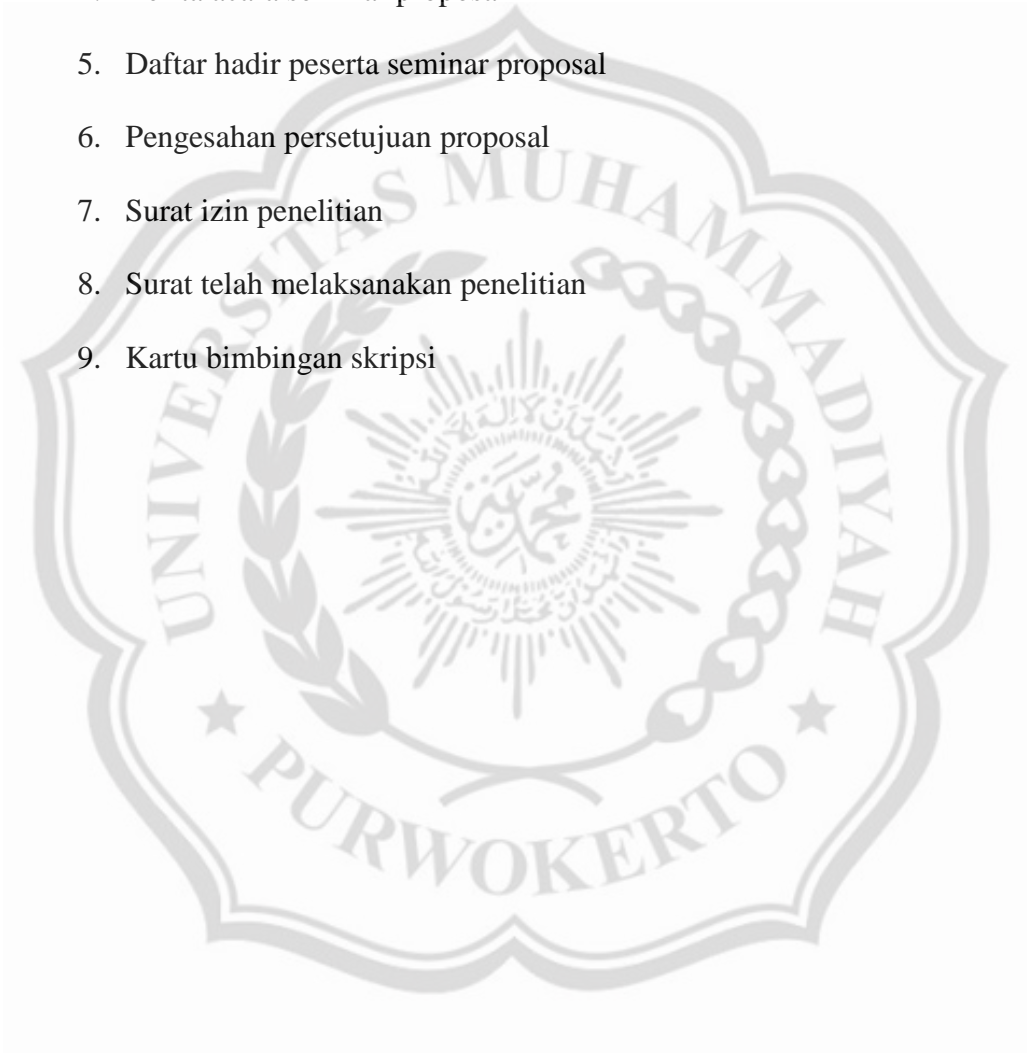 5. Daftar hadir peserta seminar proposal
6. Pengesahan persetujuan proposal
7. Surat izin penelitian
8. Surat telah melaksanakan penelitian
9. Kartu bimbingan skripsi
UNIVERSITAS MUHAMMADIYAH
PURWOKERTO